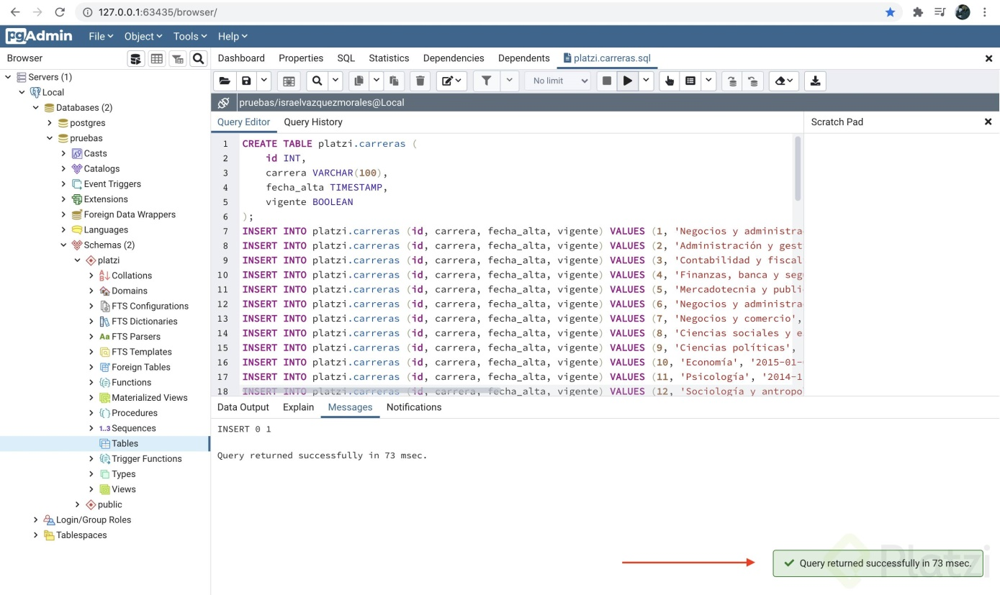 127.0.0.1:63435/browser/
pgAdmin File Object Tools Help
Browser Dashboard Properties SQL Statistics Dependencies Dependents platzi.carreras.sql
Servers (1)
No limit
Local
pruebas/israelvazquezmorales@Local
Databases (2)
postgres
Query Editor Query History Scratch Pad
pruebas
Casts
Catalogs
Event Triggers
Extensions
Foreign Data Wrappers
Languages
Schemas (2)
platzi
Collations
Domains
FTS Configurations
FTS Dictionaries
Aa FTS Parsers
FTS Templates
Foreign Tables
Functions
Materialized Views
Procedures
1..3 Sequences
Tables
Trigger Functions
Types
Views
public
Login/Group Roles
Tablespaces
1 CREATE TABLE platzi.carreras (
2 id INT,
3 carrera VARCHAR(100),
4 fecha_alta TIMESTAMP,
5 vigente BOOLEAN
6 );
7 INSERT INTO platzi.carreras (id, carrera, fecha_alta, vigente) VALUES (1, 'Negocios y administra
8 INSERT INTO platzi.carreras (id, carrera, fecha_alta, vigente) VALUES (2, 'Administración y gest
9 INSERT INTO platzi.carreras (id, carrera, fecha_alta, vigente) VALUES (3, 'Contabilidad y fiscal
10 INSERT INTO platzi.carreras (id, carrera, fecha_alta, vigente) VALUES (4, 'Finanzas, banca y segu
11 INSERT INTO platzi.carreras (id, carrera, fecha_alta, vigente) VALUES (5, 'Mercadotecnia y publi
12 INSERT INTO platzi.carreras (id, carrera, fecha_alta, vigente) VALUES (6, 'Negocios y administra
13 INSERT INTO platzi.carreras (id, carrera, fecha_alta, vigente) VALUES (7, 'Negocios y comercio',
14 INSERT INTO platzi.carreras (id, carrera, fecha_alta, vigente) VALUES (8, 'Ciencias sociales y e
15 INSERT INTO platzi.carreras (id, carrera, fecha_alta, vigente) VALUES (9, 'Ciencias políticas',
16 INSERT INTO platzi.carreras (id, carrera, fecha_alta, vigente) VALUES (10, 'Economía', '2015-01-
17 INSERT INTO platzi.carreras (id, carrera, fecha_alta, vigente) VALUES (11, 'Psicología', '2014-1
18 INSERT INTO platzi.carreras (id, carrera, fecha_alta, vigente) VALUES (12, 'Sociología y antropo
Data Output Explain Messages Notifications
INSERT 0 1
Query returned successfully in 73 msec.
Query returned successfully in 73 msec.
Platzi